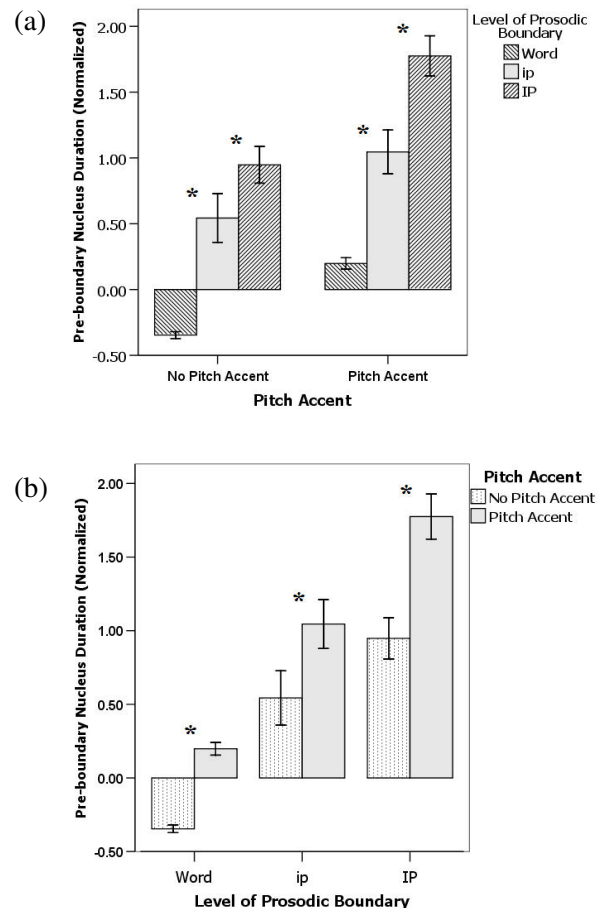 (a)
Level of Prosodic
Boundary
Word
ip
IP
Pre-boundary Nucleus Duration (Normalized)
2.00
1.50
1.00
0.50
0.00
-0.50
*
*
*
*
No Pitch Accent
Pitch Accent
Pitch Accent
(b)
Pitch Accent
No Pitch Accent
Pitch Accent
Pre-boundary Nucleus Duration (Normalized)
2.00
1.50
1.00
0.50
0.00
-0.50
*
*
*
Word
ip
IP
Level of Prosodic Boundary